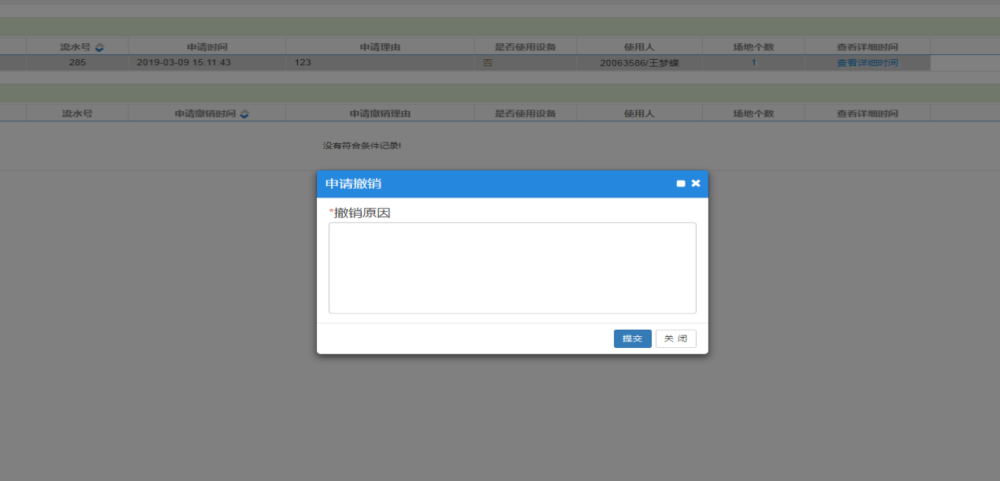 流水号 申请时间 申请理由 是否使用设备 使用人 场地个数 查看详细时间
285 2019-03-09 15:11:43 123 否 20063586/王梦蝶 1 查看详细时间
流水号 申请撤销时间 申请撤销理由 是否使用设备 使用人 场地个数 查看详细时间
没有符合条件记录!
申请撤销
*撤销原因
提交 关 闭